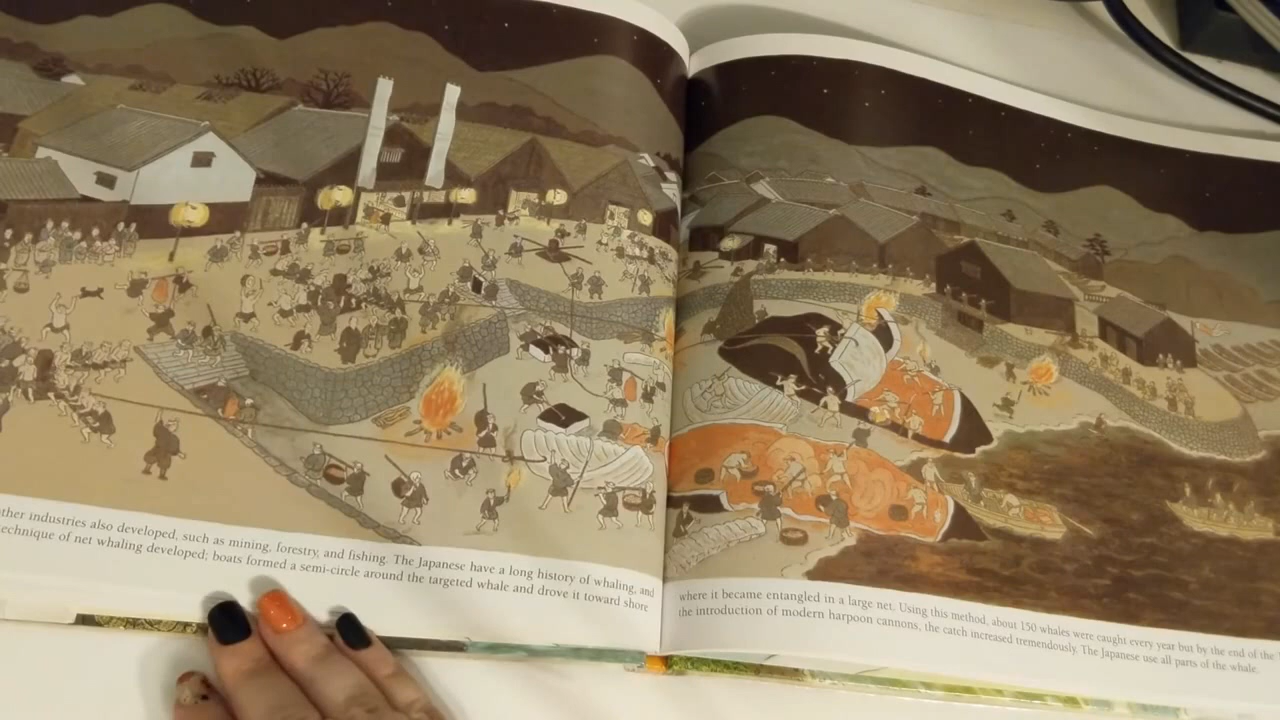 ther industries also developed, such as mining, forestry, and fishing. The Japanese have a long history of whaling, and
technique of net whaling developed; boats formed a semi-circle around the targeted whale and drove it toward shore
where it became entangled in a large net. Using this method, about 150 whales were caught every year but by the end of the
the introduction of modern harpoon cannons, the catch increased tremendously. The Japanese use all parts of the whale.